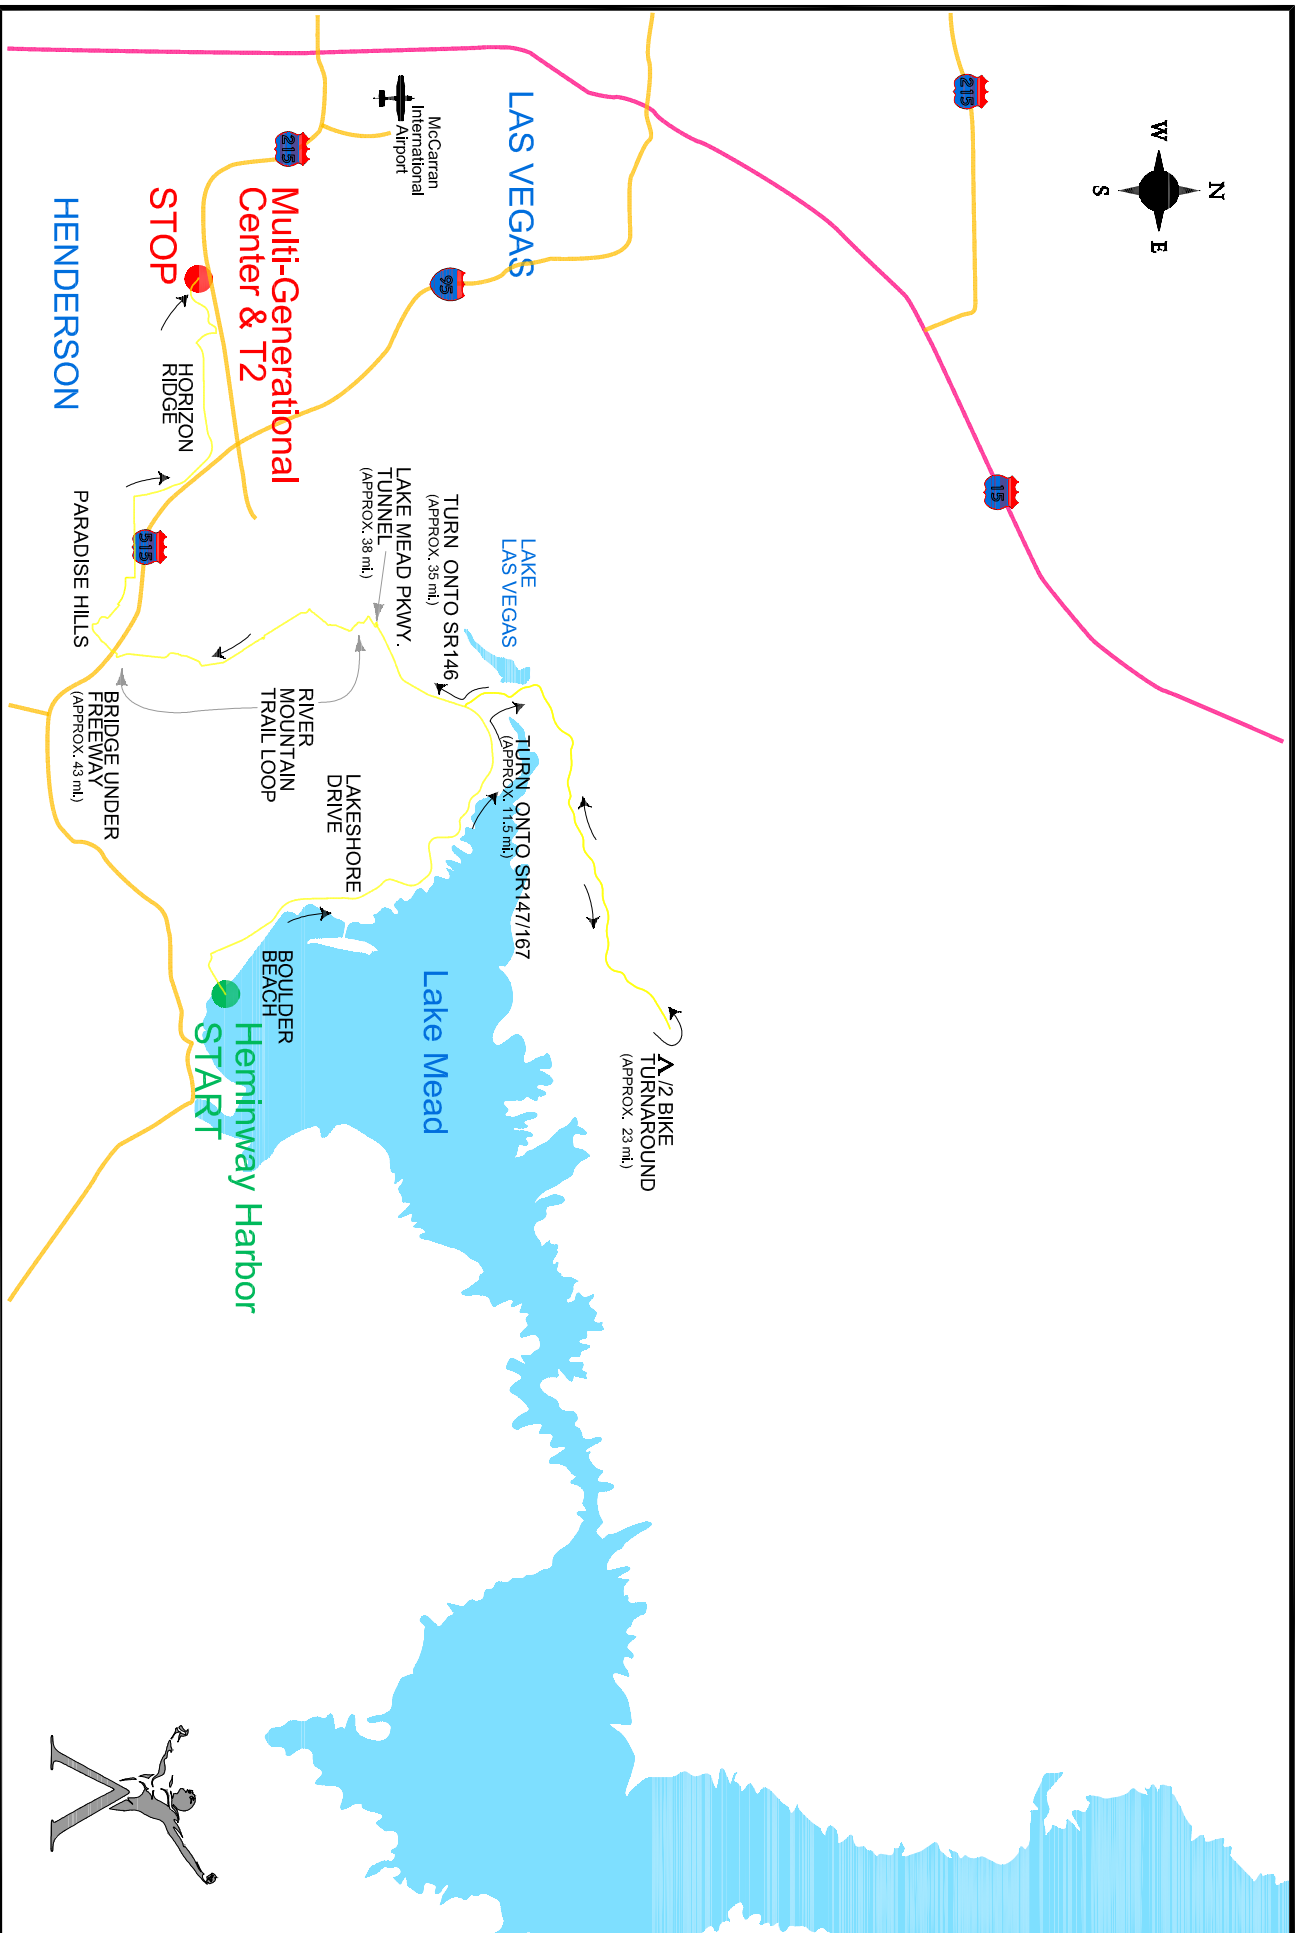 N
W
E
S
215
15
LAS VEGAS
95
McCarran
International
Airport
215
Multi-Generational
Center & T2
STOP
HENDERSON
HORIZON
RIDGE
515
PARADISE HILLS
LAKE
LAS VEGAS
TURN ONTO SR146
(APPROX. 35 mi.)
LAKE MEAD PKWY.
TUNNEL
(APPROX. 38 mi.)
RIVER
MOUNTAIN
TRAIL LOOP
BRIDGE UNDER
FREEWAY
(APPROX. 43 mi.)
TURN ONTO SR147/167
(APPROX. 11.5 mi.)
LAKESHORE
DRIVE
Λ/2 BIKE
TURNAROUND
(APPROX. 23 mi.)
Lake Mead
BOULDER
BEACH
Heminway Harbor
START